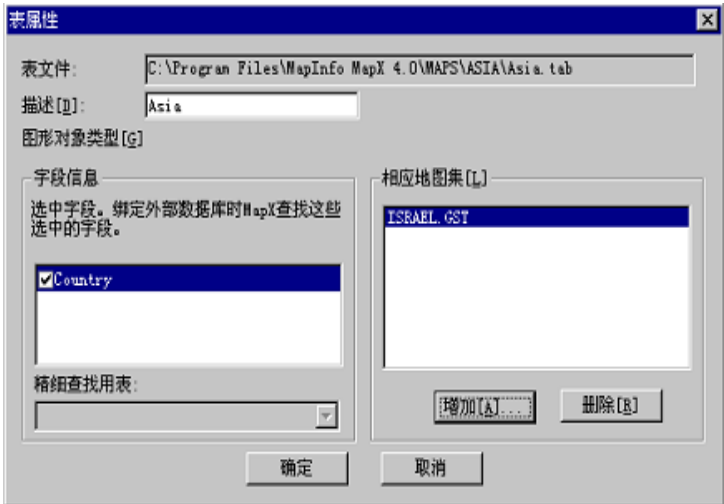 表属性
表文件:
C:\Program Files\MapInfo MapX 4.0\MAPS\ASIA\Asia.tab
描述[D]:
Asia
图形对象类型[G]
字段信息
选中字段。绑定外部数据库时MapX查找这些
选中的字段。
Country
精细查找用表:
相应地图集[L]
ISRAEL.GST
增加[A]...
删除[R]
确定
取消